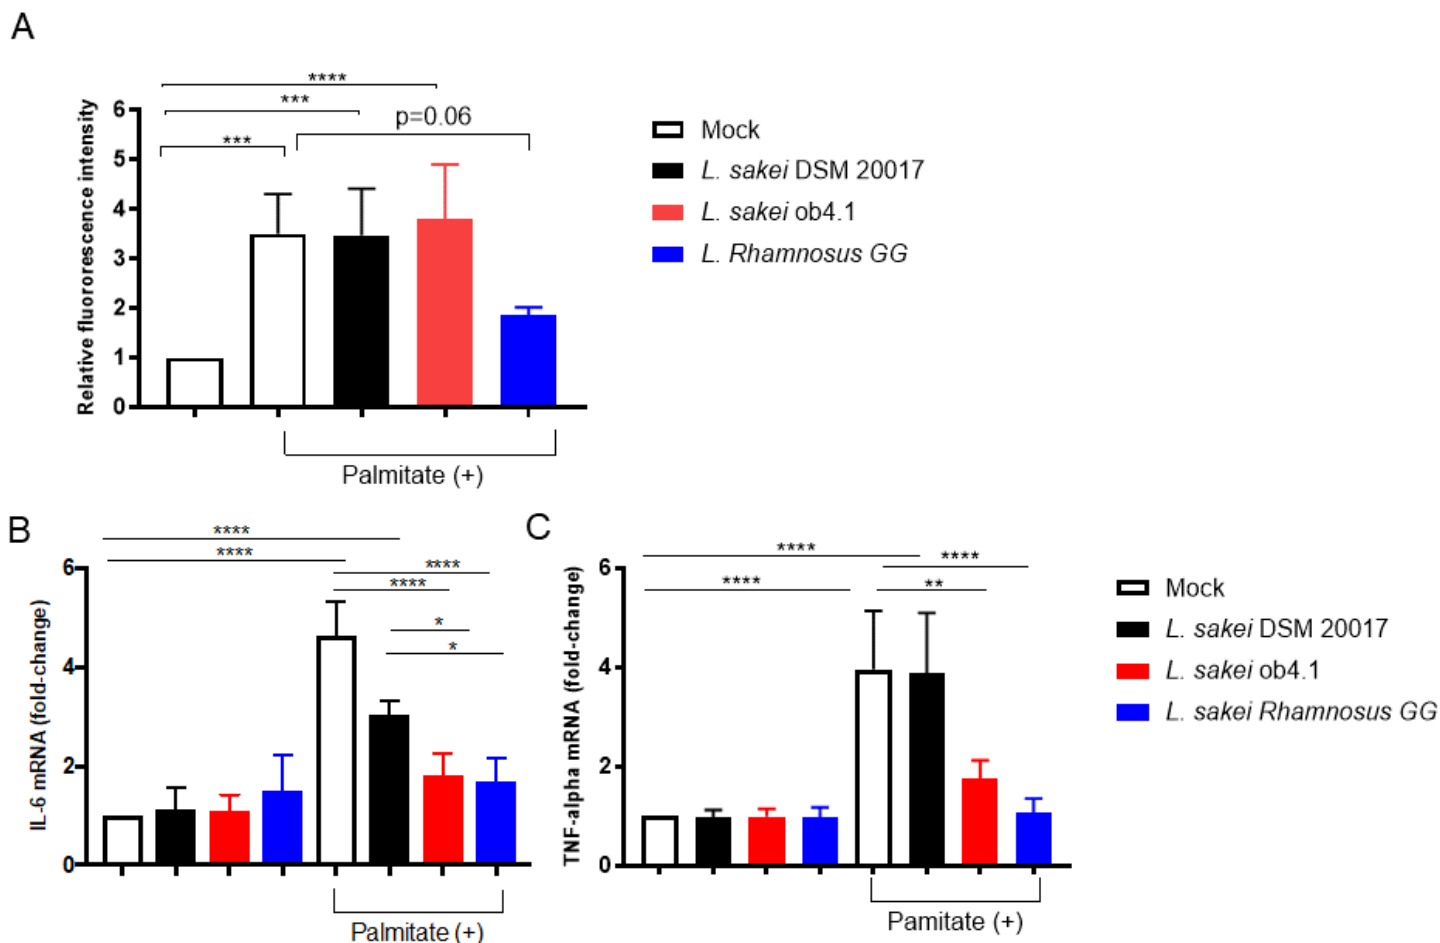 A
****
***
***
p=0.06
Relative fluororescence intensity
6
5
4
3
2
1
0
Palmitate (+)
Mock
L. sakei DSM 20017
L. sakei ob4.1
L. Rhamnosus GG
B
****
****
****
****
*
*
IL-6 mRNA (fold-change)
6
4
2
0
Palmitate (+)
C
****
****
****
**
TNF-alpha mRNA (fold-change)
6
4
2
0
Pamitate (+)
Mock
L. sakei DSM 20017
L. sakei ob4.1
L. sakei Rhamnosus GG